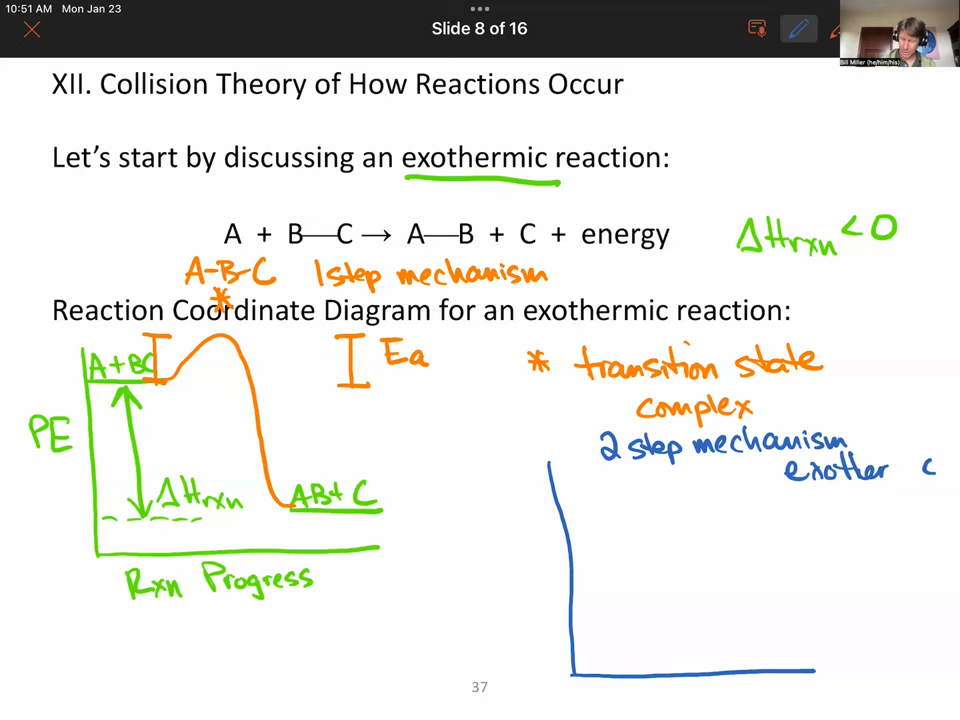 10:51 AM Mon Jan 23
Slide 8 of 16
Bill Miller (he/him/his)
XII. Collision Theory of How Reactions Occur
Let's start by discussing an exothermic reaction:
A + B—C → A—B + C + energy
ΔHrxn < 0
A-B-C 1 step mechanism
*
Reaction Coordinate Diagram for an exothermic reaction:
A + BC
Ea
* transition state
complex
PE
2 step mechanism
ΔHrxn
AB + C
Rxn Progress
37